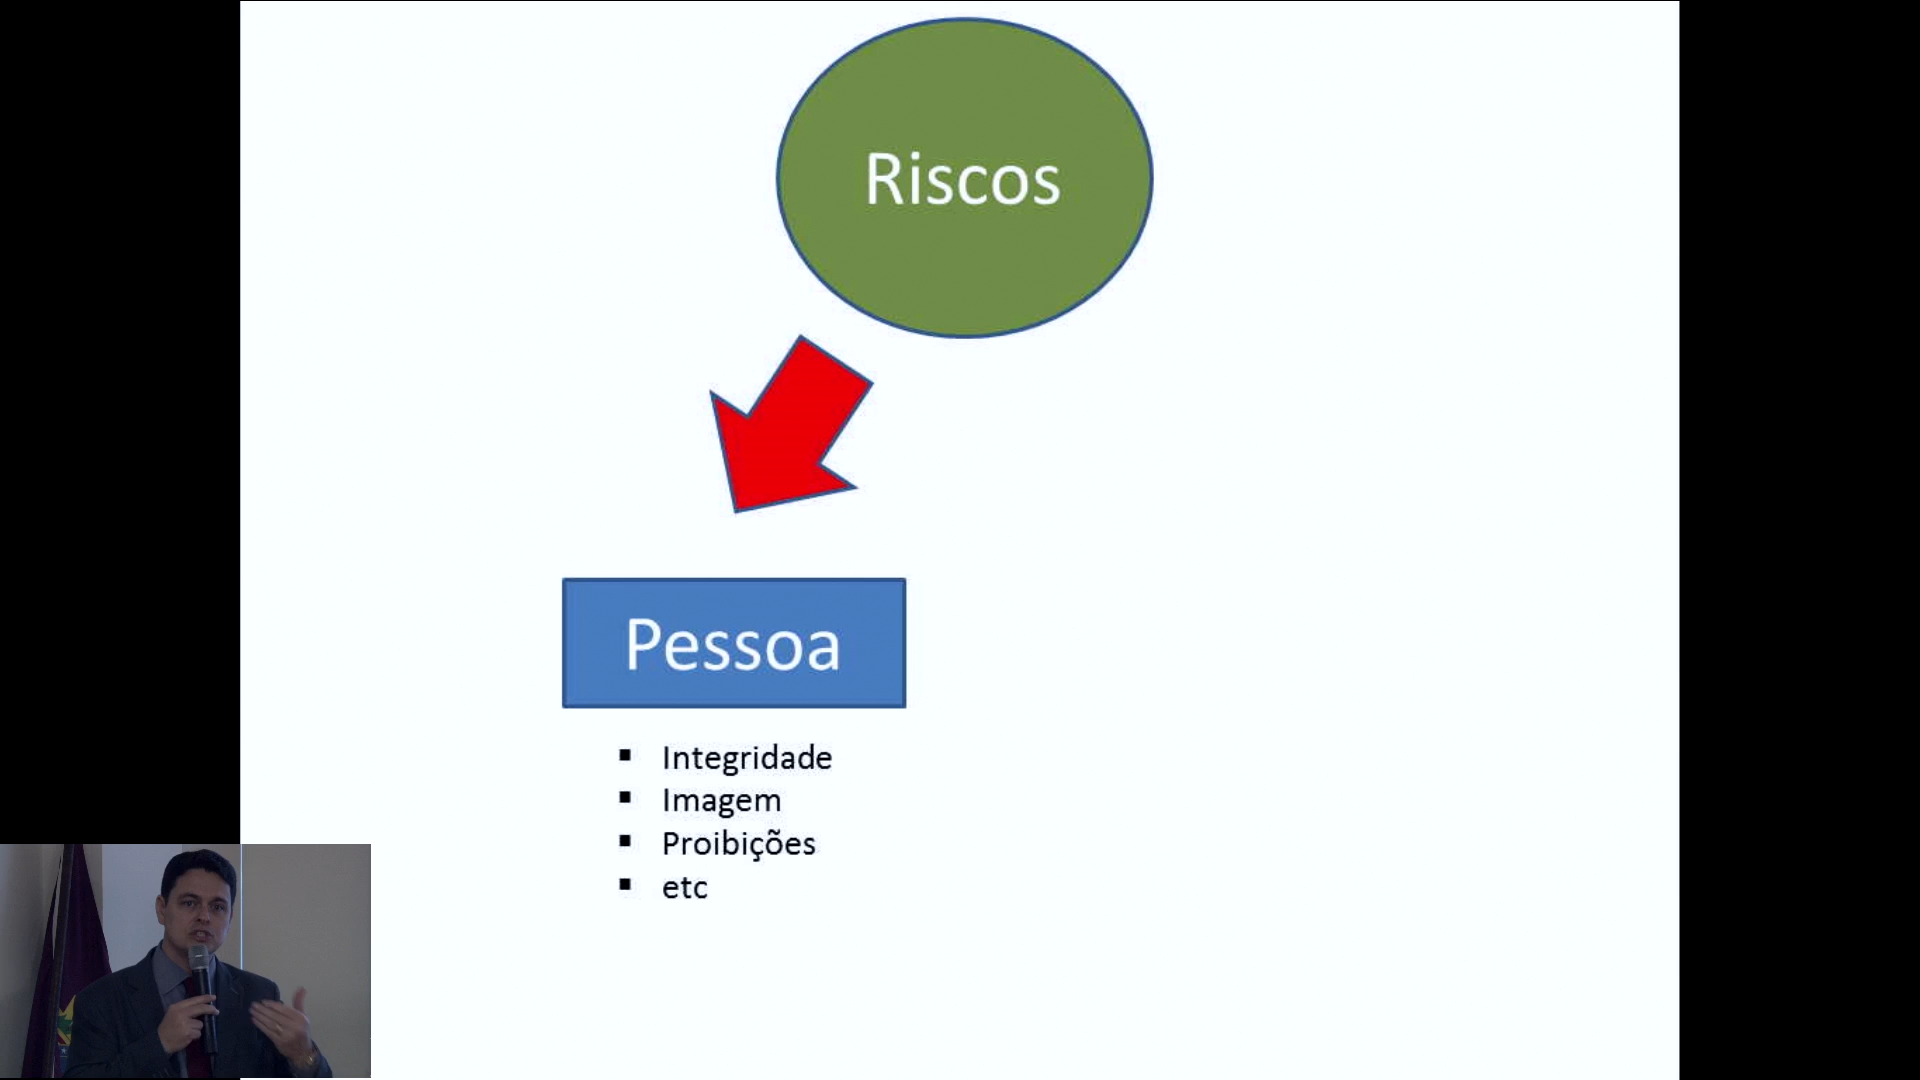 Riscos
Pessoa
▪ Integridade
▪ Imagem
▪ Proibições
▪ etc